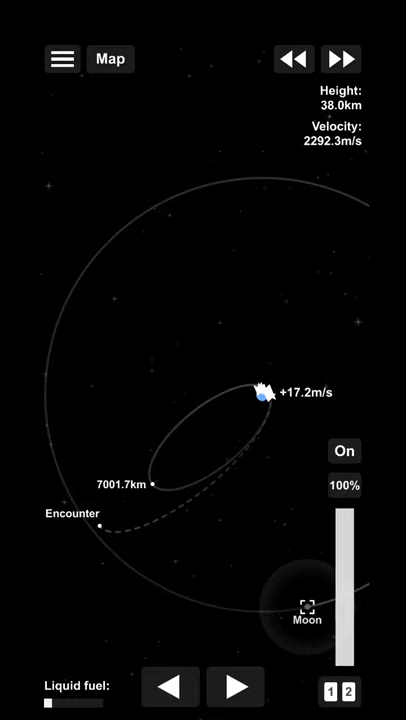 Map
Height:
38.0km
Velocity:
2292.3m/s
+17.2m/s
On
7001.7km
100%
Encounter
Moon
Liquid fuel:
1 2